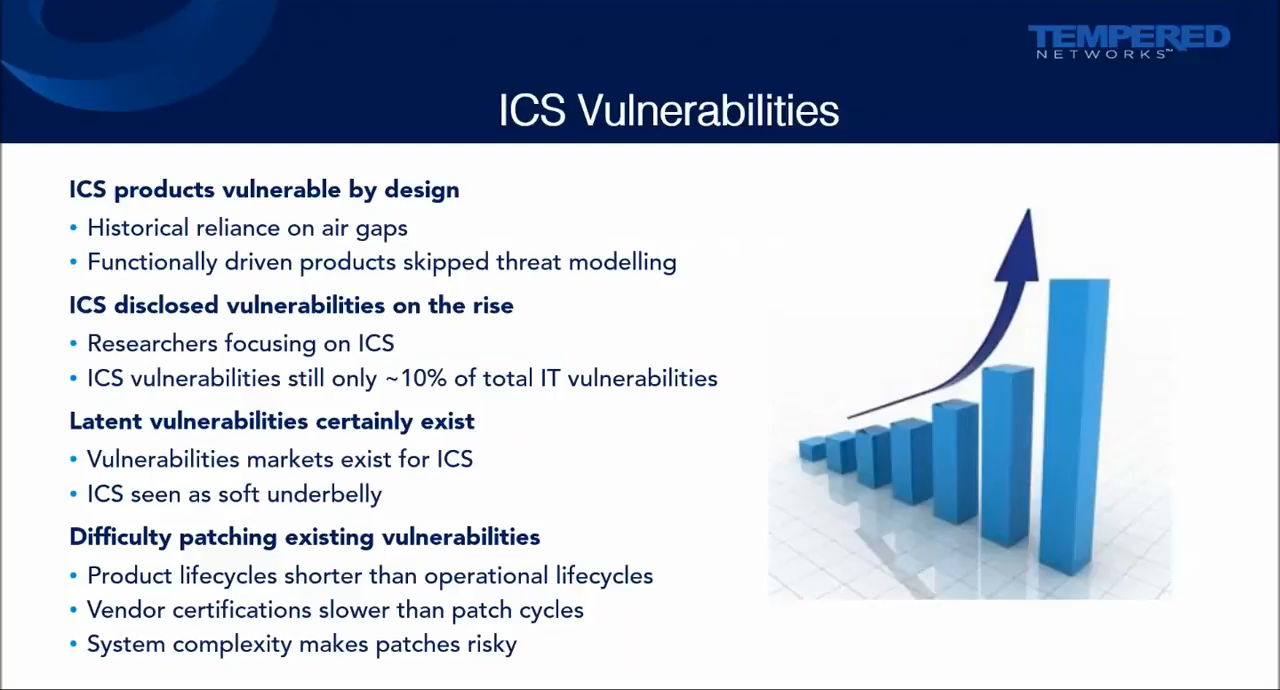 TEMPERED
NETWORKS™
ICS Vulnerabilities
ICS products vulnerable by design
• Historical reliance on air gaps
• Functionally driven products skipped threat modelling
ICS disclosed vulnerabilities on the rise
• Researchers focusing on ICS
• ICS vulnerabilities still only ~10% of total IT vulnerabilities
Latent vulnerabilities certainly exist
• Vulnerabilities markets exist for ICS
• ICS seen as soft underbelly
Difficulty patching existing vulnerabilities
• Product lifecycles shorter than operational lifecycles
• Vendor certifications slower than patch cycles
• System complexity makes patches risky